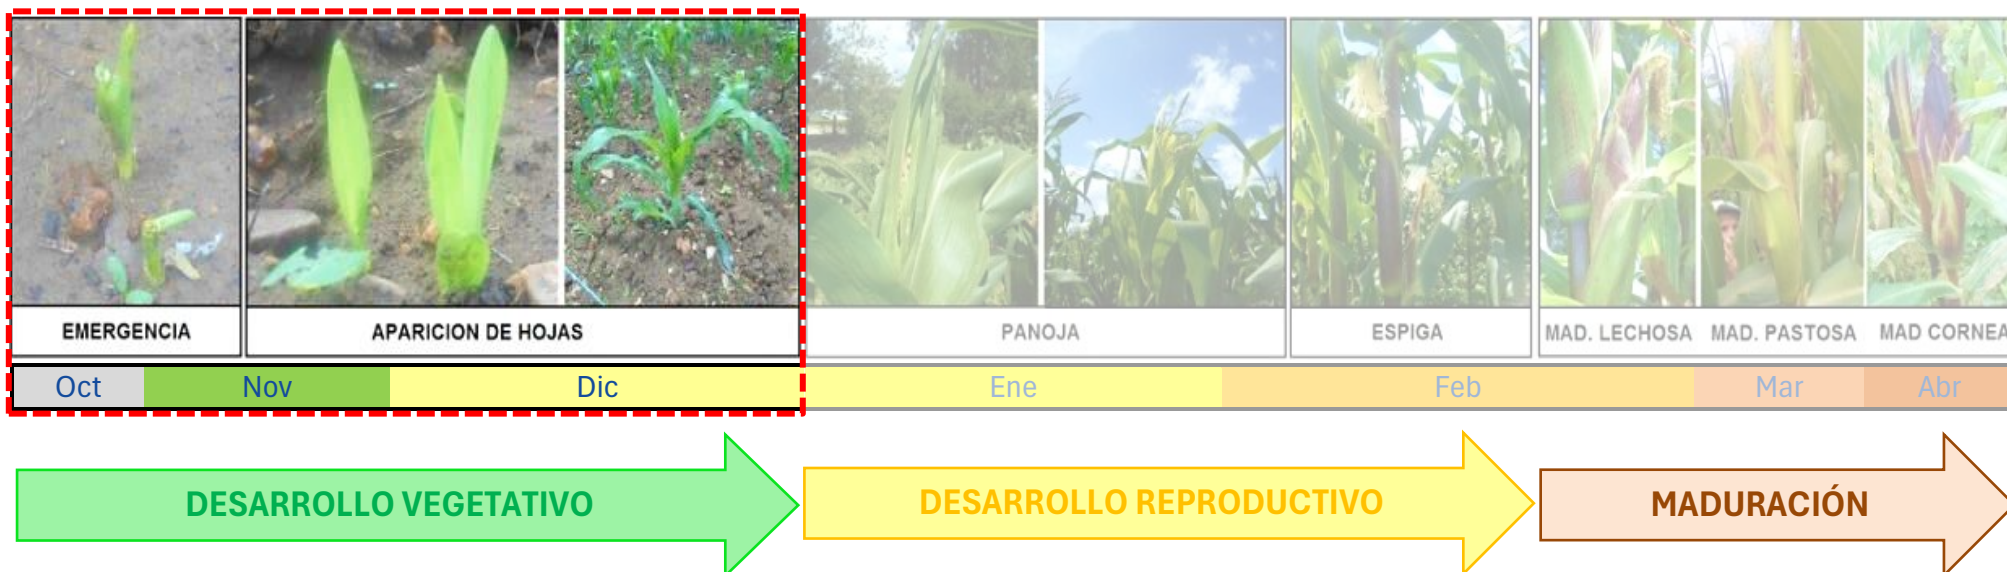 EMERGENCIA
APARICION DE HOJAS
PANOJA
ESPIGA
MAD. LECHOSA
MAD. PASTOSA
MAD CORNEA
Oct
Nov
Dic
Ene
Feb
Mar
Abr
DESARROLLO VEGETATIVO
DESARROLLO REPRODUCTIVO
MADURACIÓN